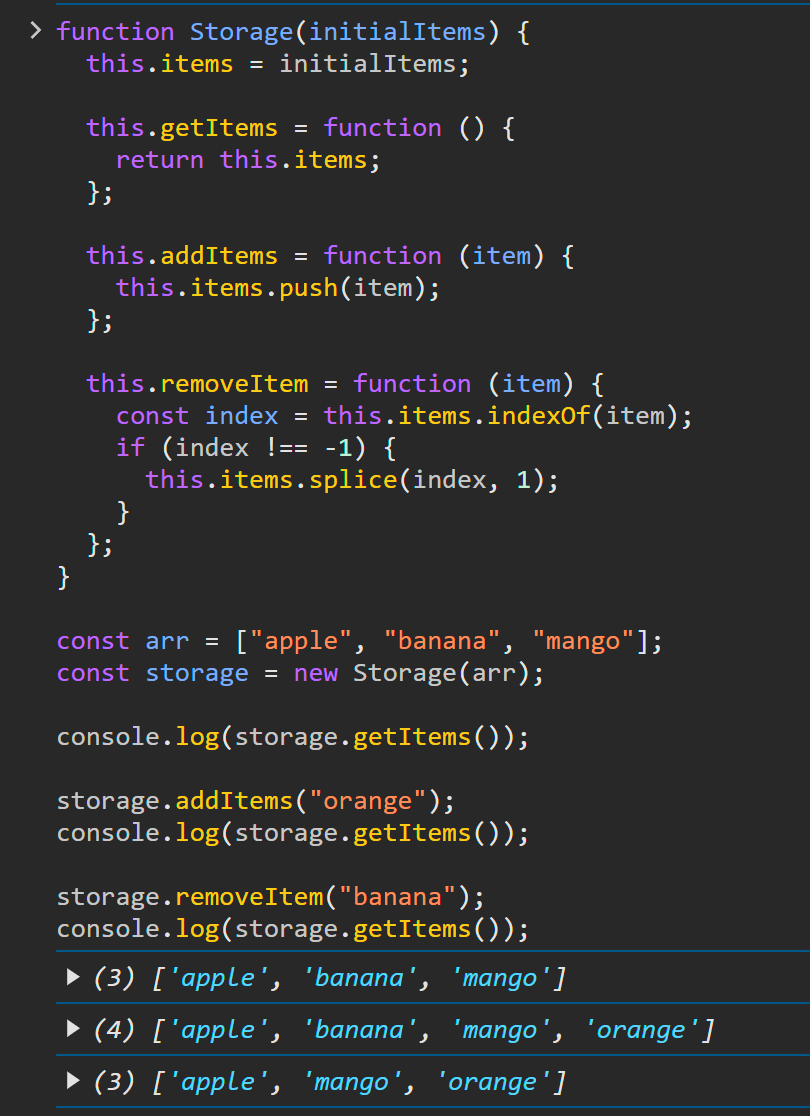 function Storage(initialItems) {
  this.items = initialItems;

  this.getItems = function () {
    return this.items;
  };

  this.addItems = function (item) {
    this.items.push(item);
  };

  this.removeItem = function (item) {
    const index = this.items.indexOf(item);
    if (index !== -1) {
      this.items.splice(index, 1);
    }
  };
}

const arr = ["apple", "banana", "mango"];
const storage = new Storage(arr);

console.log(storage.getItems());

storage.addItems("orange");
console.log(storage.getItems());

storage.removeItem("banana");
console.log(storage.getItems());
(3) ['apple', 'banana', 'mango']
(4) ['apple', 'banana', 'mango', 'orange']
(3) ['apple', 'mango', 'orange']